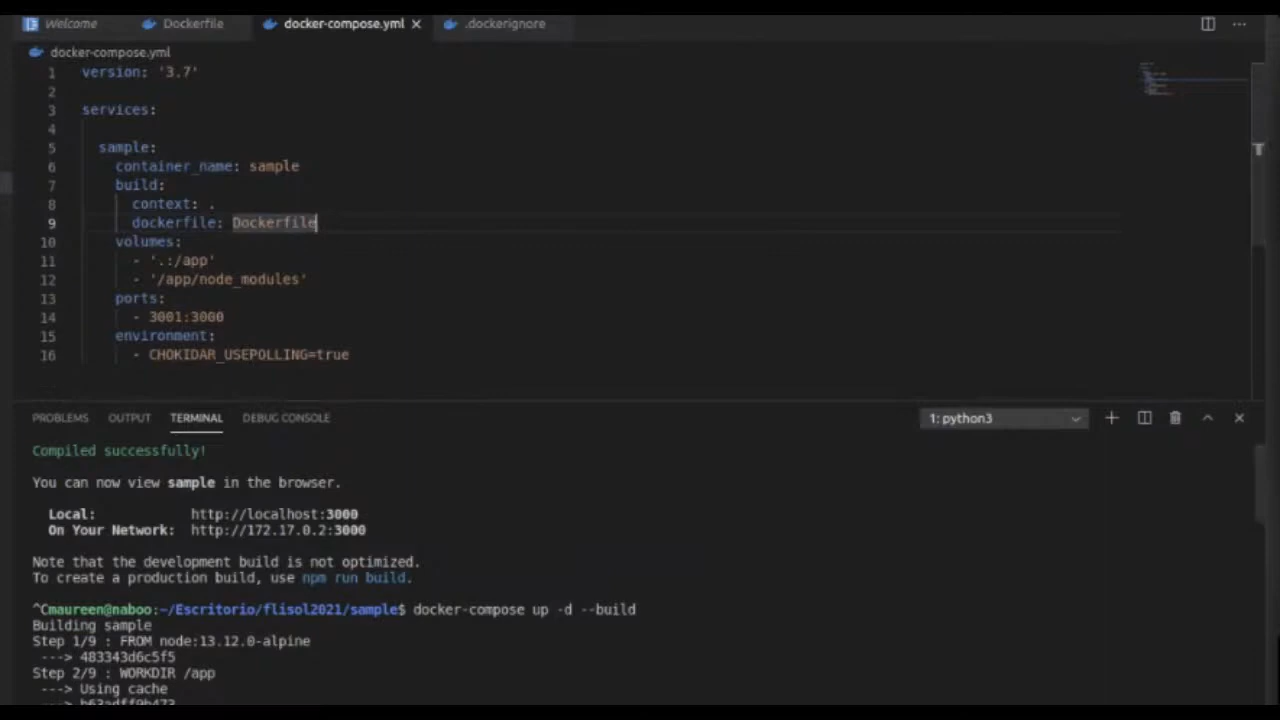 Welcome Dockerfile docker-compose.yml .dockerignore
docker-compose.yml
1 version: '3.7'
2
3 services:
4
5 sample:
6 container_name: sample
7 build:
8 context: .
9 dockerfile: Dockerfile
10 volumes:
11 - '.:/app'
12 - '/app/node_modules'
13 ports:
14 - 3001:3000
15 environment:
16 - CHOKIDAR_USEPOLLING=true
PROBLEMS OUTPUT TERMINAL DEBUG CONSOLE 1: python3
Compiled successfully!
You can now view sample in the browser.
Local: http://localhost:3000
On Your Network: http://172.17.0.2:3000
Note that the development build is not optimized.
To create a production build, use npm run build.
^Cmaureen@naboo:~/Escritorio/flisol2021/sample$ docker-compose up -d --build
Building sample
Step 1/9 : FROM node:13.12.0-alpine
---> 483343d6c5f5
Step 2/9 : WORKDIR /app
---> Using cache
---> b63adff9b473